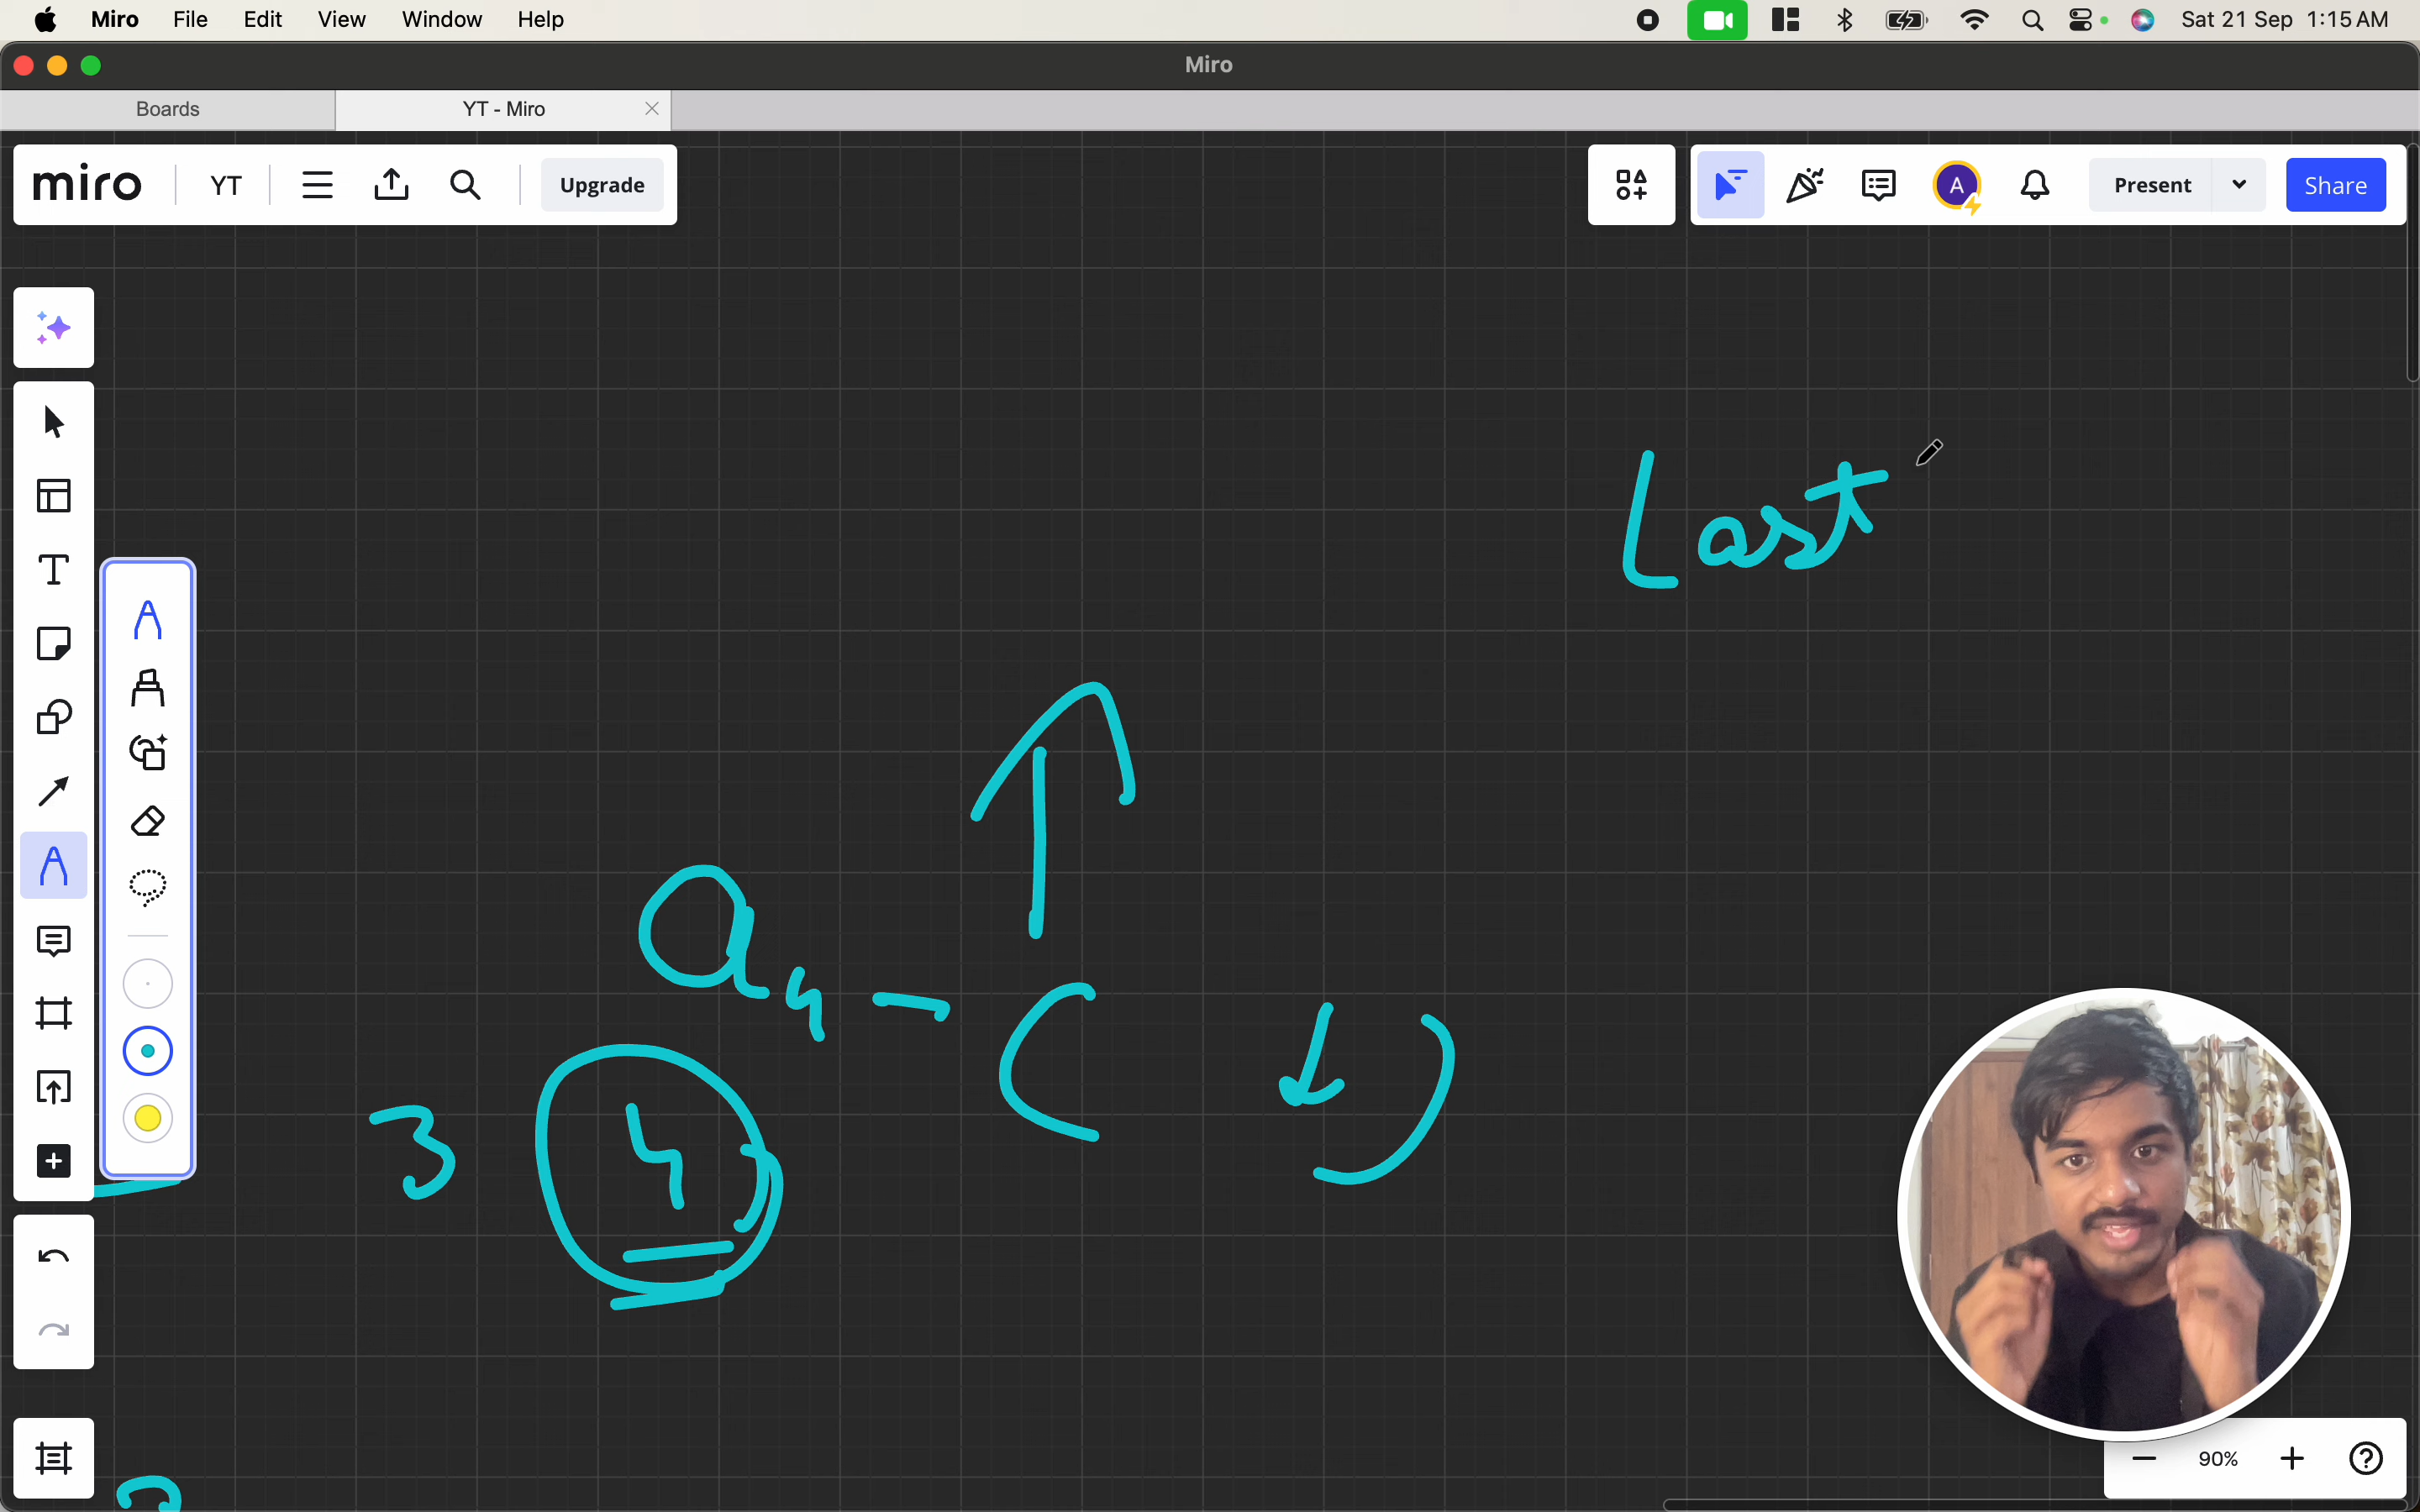 Miro File Edit View Window Help Sat 21 Sep 1:15 AM
Miro
Boards YT - Miro
miro YT Upgrade A Present Share
Last
a4 - ( )
3 4
90%